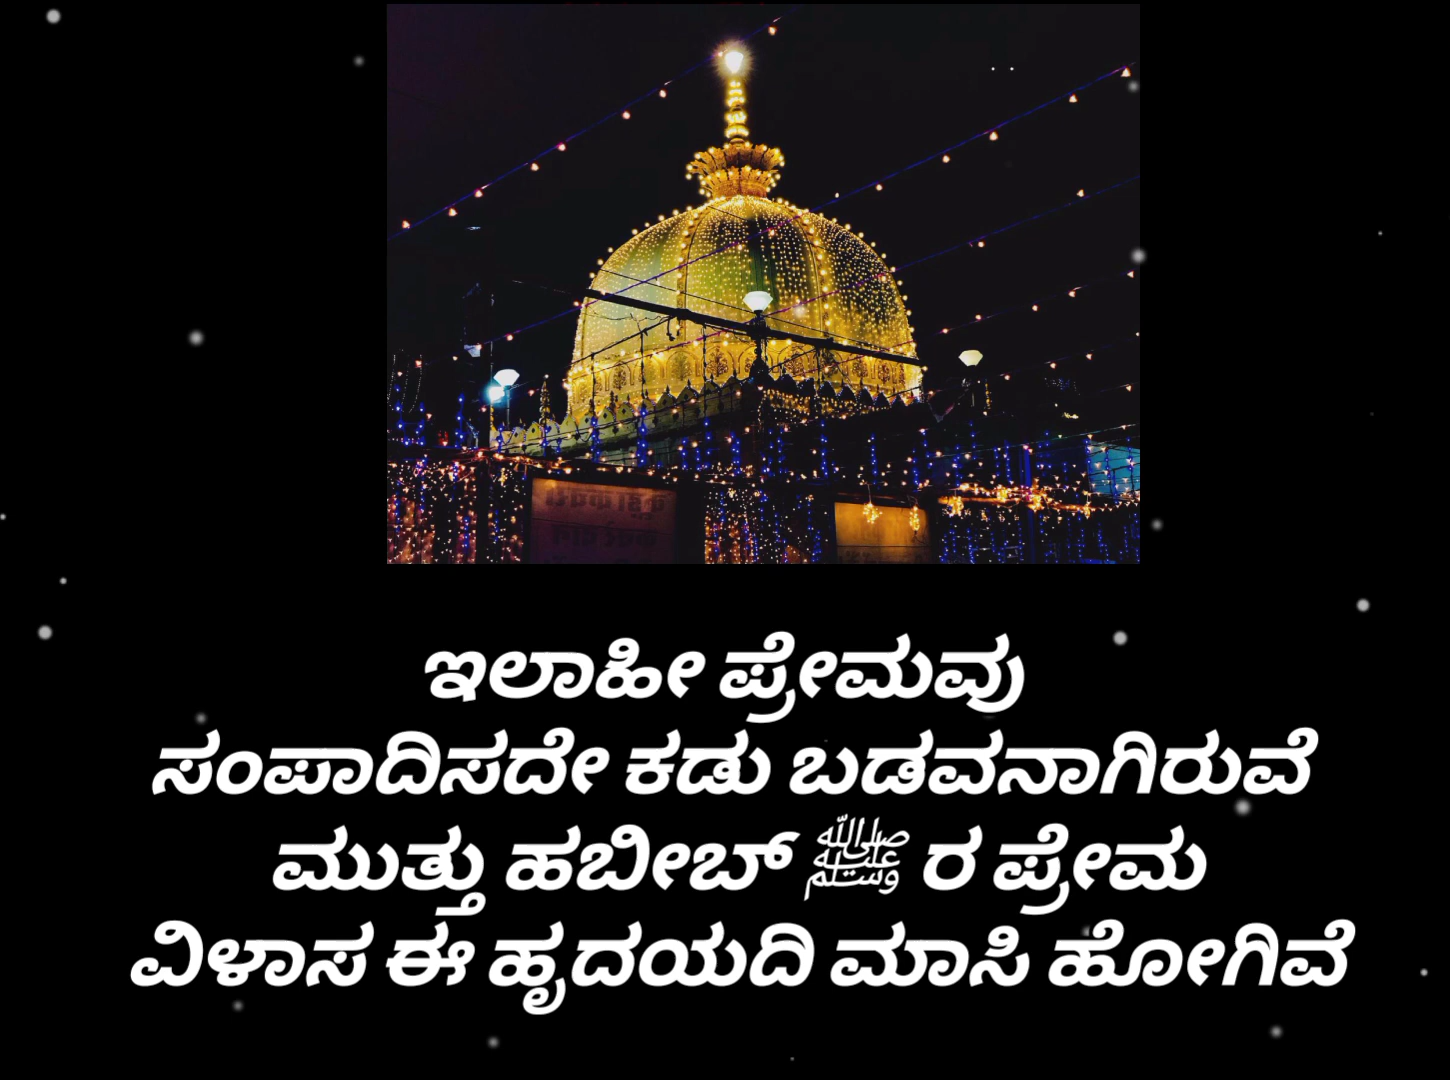 ಇಲಾಹೀ ಪ್ರೇಮವು
ಸಂಪಾದಿಸದೇ ಕಡು ಬಡವನಾಗಿರುವೆ
ಮುತ್ತು ಹಬೀಬ್ ﷺ ರ ಪ್ರೇಮ
ವಿಳಾಸ ಈ ಹೃದಯದಿ ಮಾಸಿ ಹೋಗಿವೆ